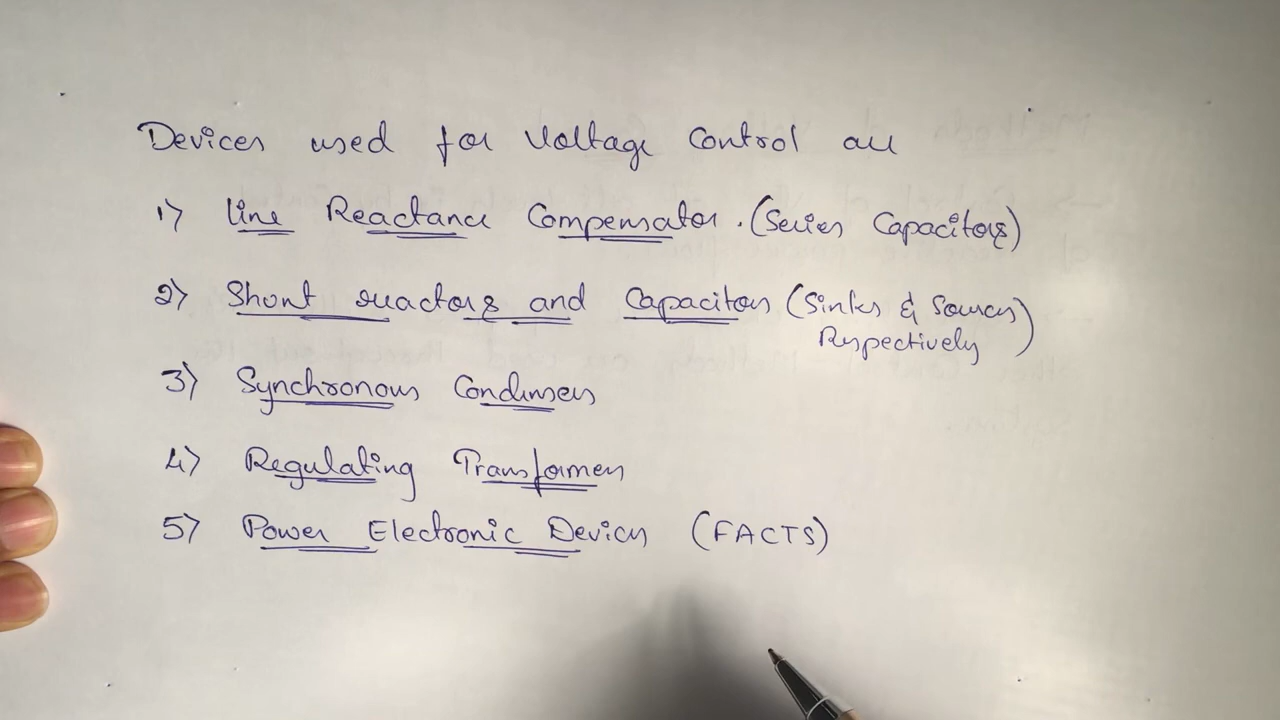 Devices used for Voltage Control are
1) Line Reactance Compensator. (Series Capacitors)
2) Shunt reactors and Capacitors (Sinks & Sources)
Respectively
3) Synchronous Condensers
4) Regulating Transformers
5) Power Electronic Devices (FACTS)